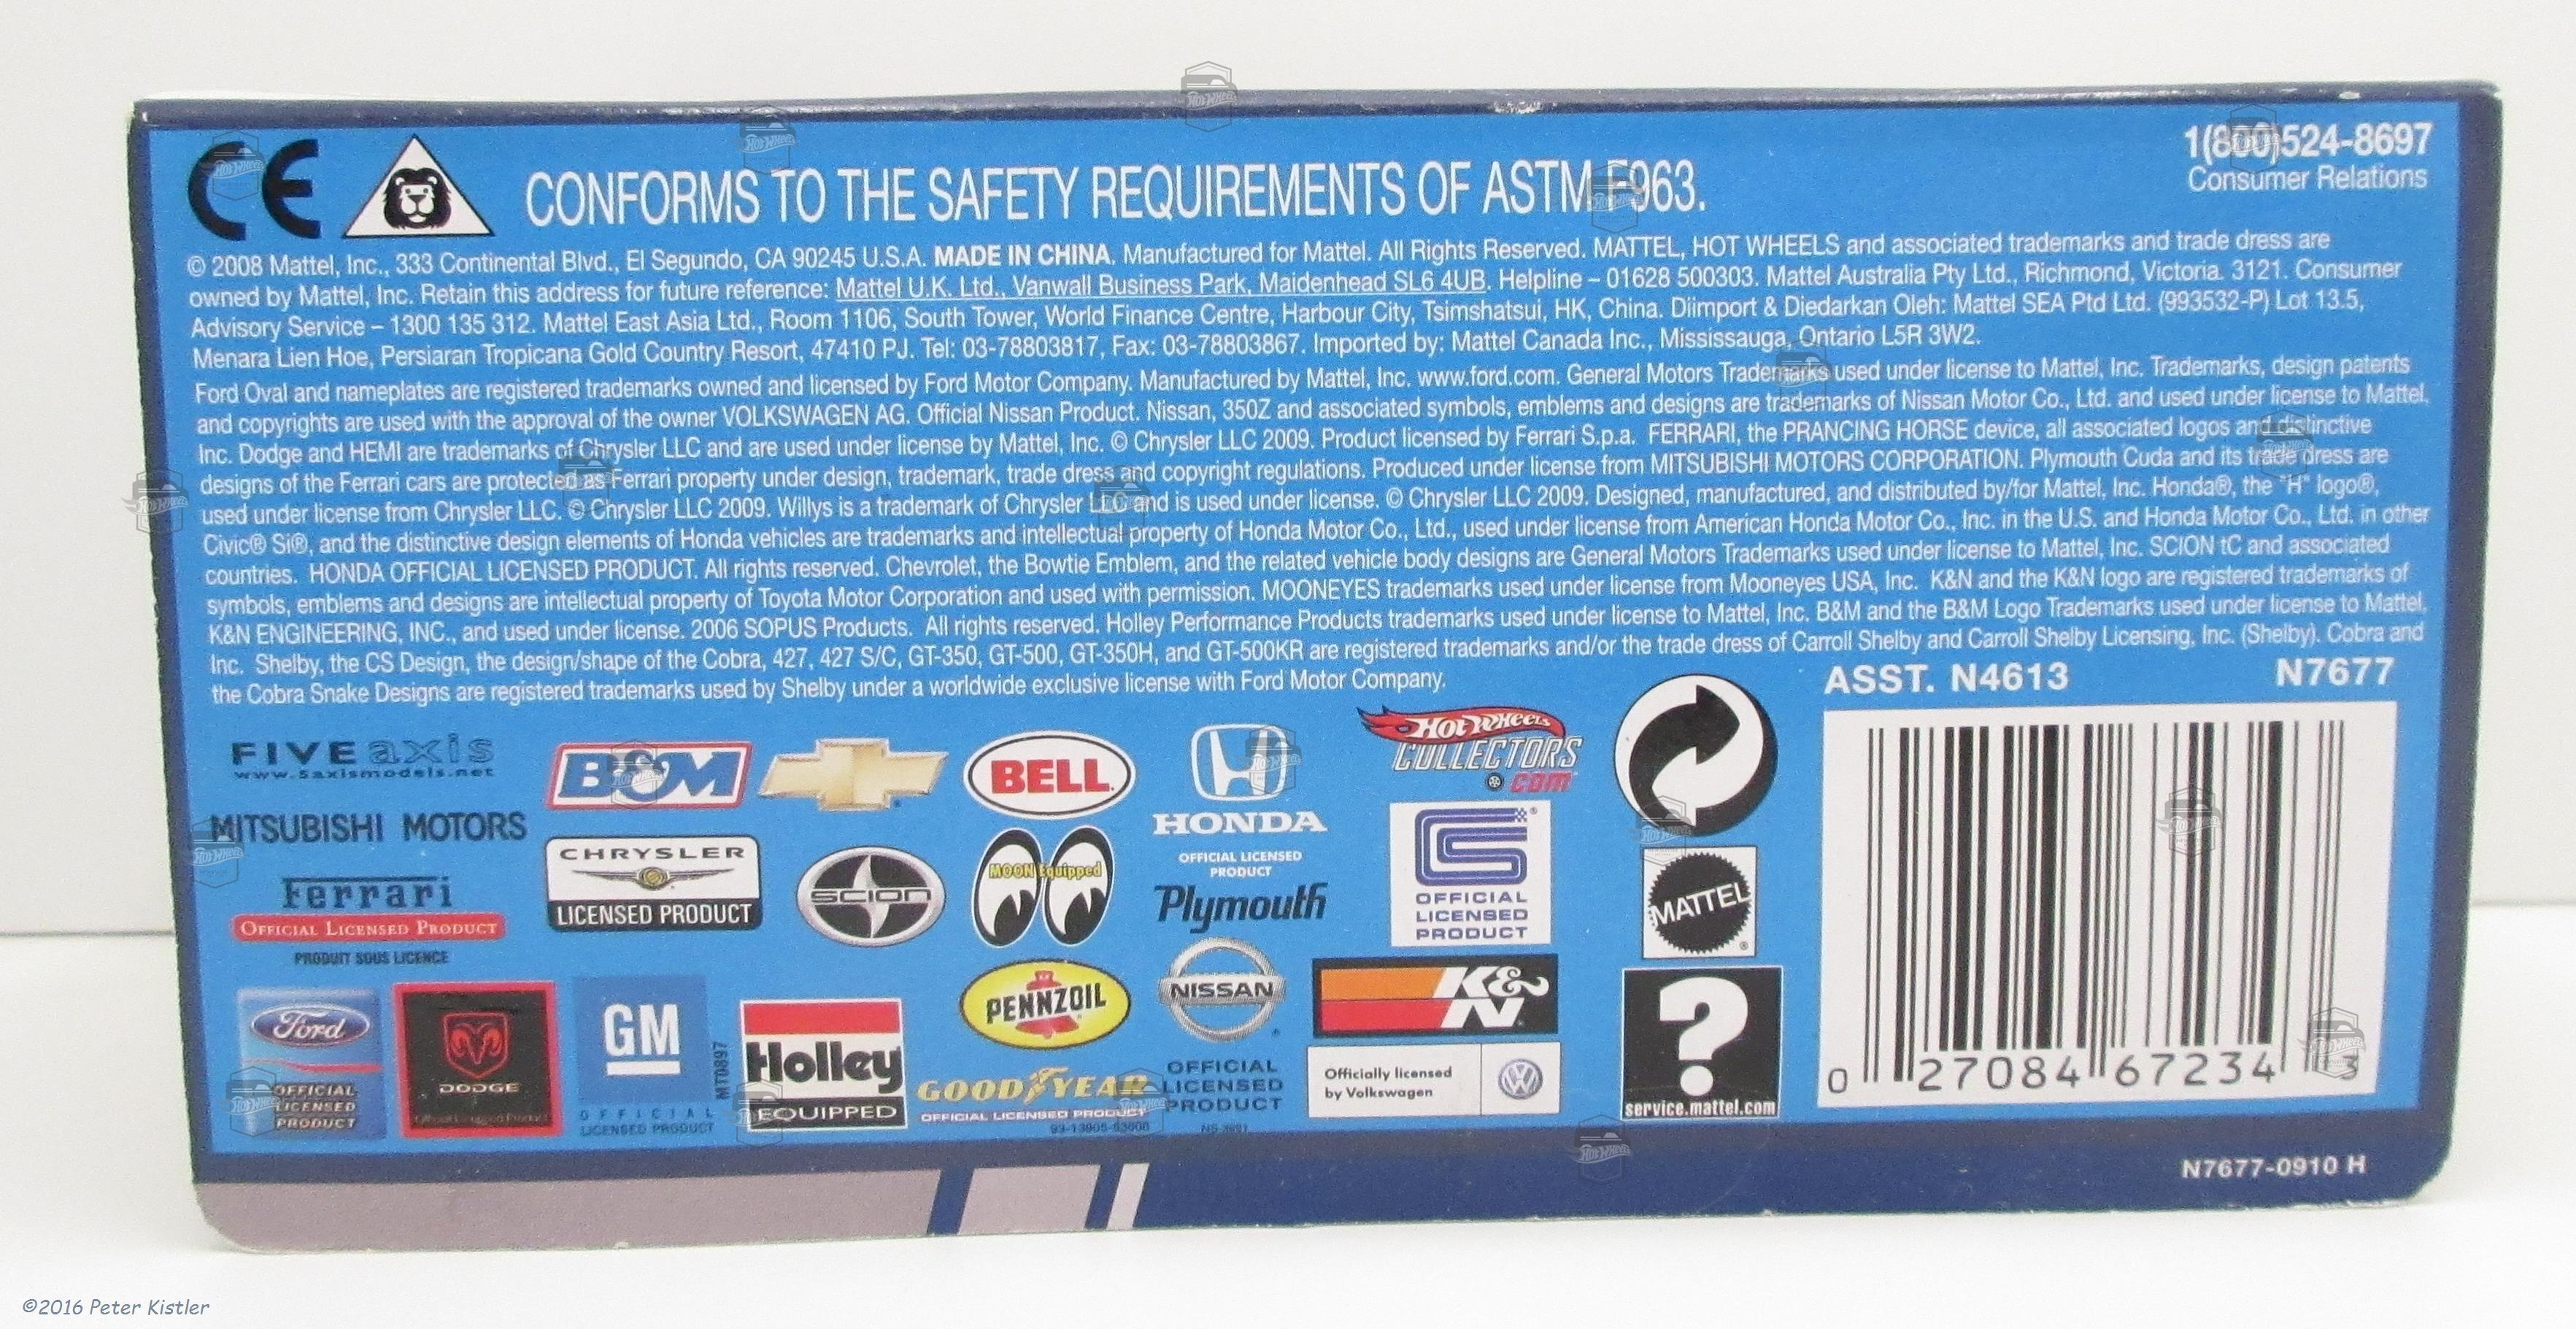 CE
CONFORMS TO THE SAFETY REQUIREMENTS OF ASTM F963.
1(800)524-8697
Consumer Relations
© 2008 Mattel, Inc., 333 Continental Blvd., El Segundo, CA 90245 U.S.A. MADE IN CHINA. Manufactured for Mattel. All Rights Reserved. MATTEL, HOT WHEELS and associated trademarks and trade dress are
owned by Mattel, Inc. Retain this address for future reference: Mattel U.K. Ltd., Vanwall Business Park, Maidenhead SL6 4UB. Helpline – 01628 500303. Mattel Australia Pty Ltd., Richmond, Victoria. 3121. Consumer
Advisory Service – 1300 135 312. Mattel East Asia Ltd., Room 1106, South Tower, World Finance Centre, Harbour City, Tsimshatsui, HK, China. Diimport & Diedarkan Oleh: Mattel SEA Ptd Ltd. (993532-P) Lot 13.5,
Menara Lien Hoe, Persiaran Tropicana Gold Country Resort, 47410 PJ. Tel: 03-78803817, Fax: 03-78803867. Imported by: Mattel Canada Inc., Mississauga, Ontario L5R 3W2.
Ford Oval and nameplates are registered trademarks owned and licensed by Ford Motor Company. Manufactured by Mattel, Inc. www.ford.com. General Motors Trademarks used under license to Mattel, Inc. Trademarks, design patents
and copyrights are used with the approval of the owner VOLKSWAGEN AG. Official Nissan Product. Nissan, 350Z and associated symbols, emblems and designs are trademarks of Nissan Motor Co., Ltd. and used under license to Mattel,
Inc. Dodge and HEMI are trademarks of Chrysler LLC and are used under license by Mattel, Inc. © Chrysler LLC 2009. Product licensed by Ferrari S.p.a. FERRARI, the PRANCING HORSE device, all associated logos and distinctive
designs of the Ferrari cars are protected as Ferrari property under design, trademark, trade dress and copyright regulations. Produced under license from MITSUBISHI MOTORS CORPORATION. Plymouth Cuda and its trade dress are
used under license from Chrysler LLC. © Chrysler LLC 2009. Willys is a trademark of Chrysler LLC and is used under license. © Chrysler LLC 2009. Designed, manufactured, and distributed by/for Mattel, Inc. Honda®, the "H" logo®,
Civic® Si®, and the distinctive design elements of Honda vehicles are trademarks and intellectual property of Honda Motor Co., Ltd., used under license from American Honda Motor Co., Inc. in the U.S. and Honda Motor Co., Ltd. in other
countries. HONDA OFFICIAL LICENSED PRODUCT. All rights reserved. Chevrolet, the Bowtie Emblem, and the related vehicle body designs are General Motors Trademarks used under license to Mattel, Inc. SCION tC and associated
symbols, emblems and designs are intellectual property of Toyota Motor Corporation and used with permission. MOONEYES trademarks used under license from Mooneyes USA, Inc. K&N and the K&N logo are registered trademarks of
K&N ENGINEERING, INC., and used under license. 2006 SOPUS Products. All rights reserved. Holley Performance Products trademarks used under license to Mattel, Inc. B&M and the B&M Logo Trademarks used under license to Mattel,
Inc. Shelby, the CS Design, the design/shape of the Cobra, 427, 427 S/C, GT-350, GT-500, GT-350H, and GT-500KR are registered trademarks and/or the trade dress of Carroll Shelby and Carroll Shelby Licensing, Inc. (Shelby). Cobra and
the Cobra Snake Designs are registered trademarks used by Shelby under a worldwide exclusive license with Ford Motor Company.
ASST. N4613 N7677
FIVE axis
www.5axismodels.net
MITSUBISHI MOTORS
Ferrari
OFFICIAL LICENSED PRODUCT
PRODUIT SOUS LICENCE
B&M
CHRYSLER
LICENSED PRODUCT
SCION
BELL
MOON Equipped
HONDA
OFFICIAL LICENSED
PRODUCT
Plymouth
Hot Wheels
COLLECTORS
.com
OFFICIAL
LICENSED
PRODUCT
MATTEL
Ford
OFFICIAL
LICENSED
PRODUCT
DODGE
Official Licensed Product
GM
OFFICIAL
LICENSED PRODUCT
MT0897
Holley
EQUIPPED
PENNZOIL
GOODYEAR
OFFICIAL LICENSED PRODUCT
NISSAN
OFFICIAL
LICENSED
PRODUCT
K&N
Officially licensed
by Volkswagen
?
service.mattel.com
0 27084 67234 3
N7677-0910 H
©2016 Peter Kistler